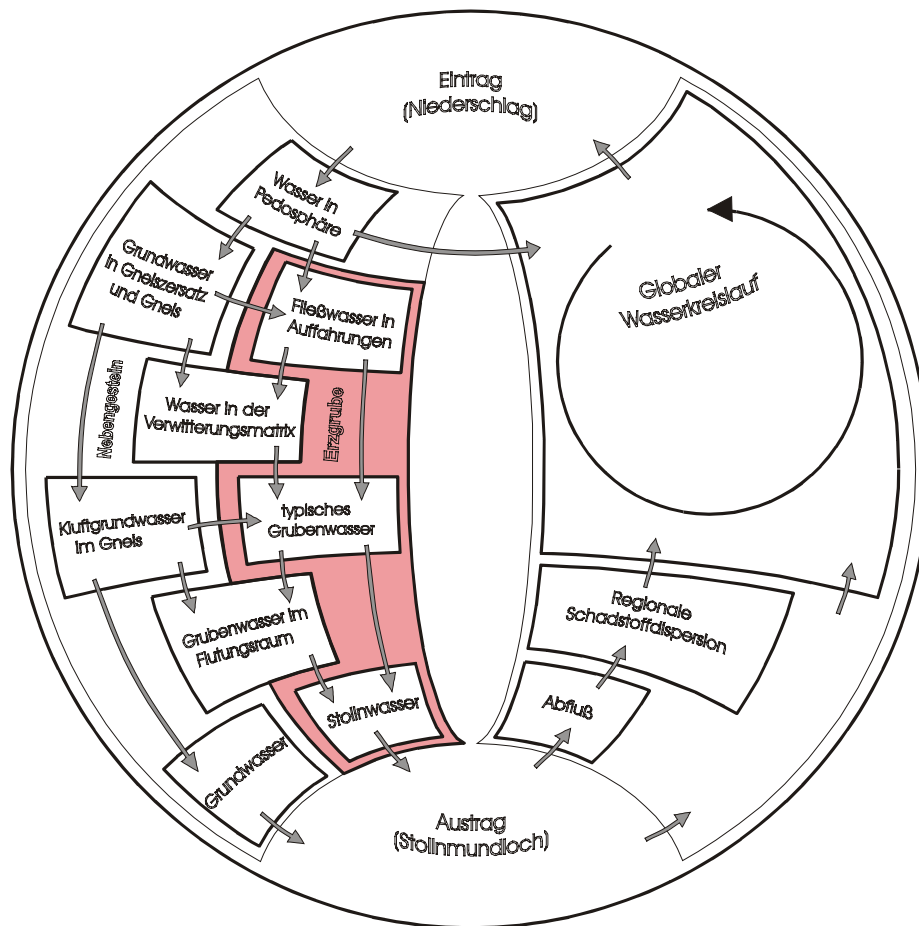 Eintrag
(Niederschlag)
Wasser in
Pedosphäre
Grundwasser
in Gneiszersatz
und Gneis
Fließwasser in
Auffahrungen
Globaler
Wasserkreislauf
Nebengestein
Erzgrube
Wasser in der
Verwitterungsmatrix
Kluftgrundwasser
im Gneis
typisches
Grubenwasser
Grubenwasser im
Flutungsraum
Regionale
Schadstoffdispersion
Stollnwasser
Abfluß
Grundwasser
Austrag
(Stollnmundloch)